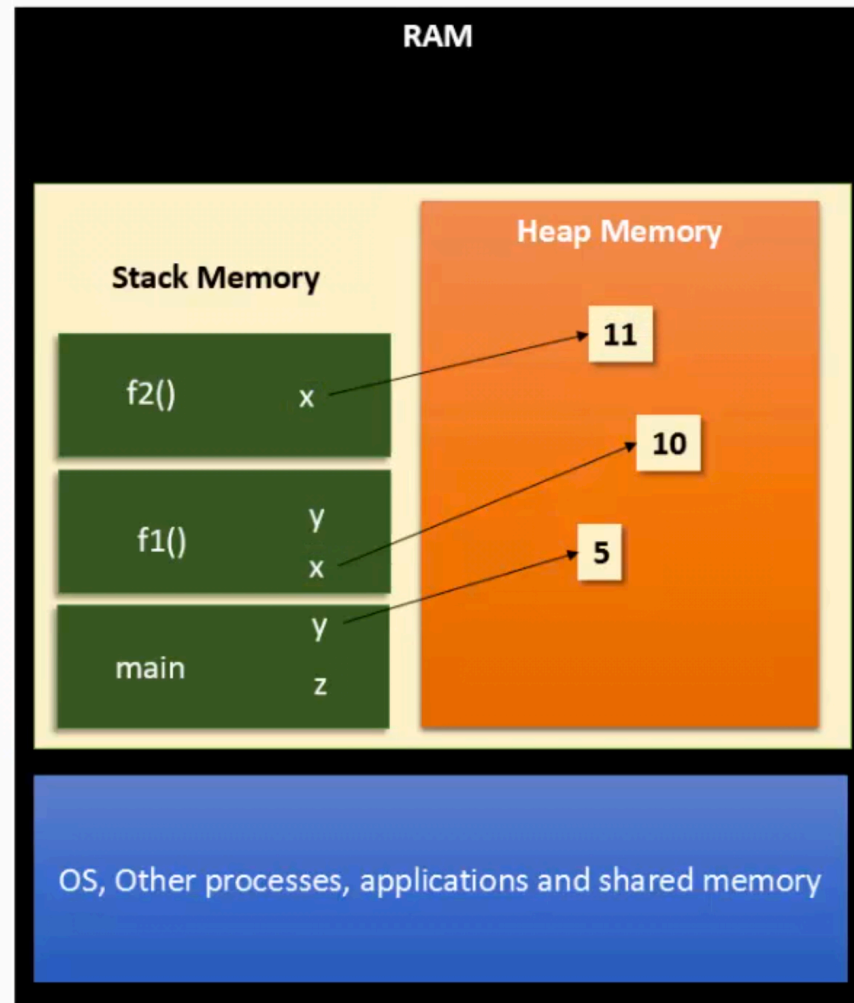 RAM
Stack Memory
Heap Memory
f2()
x
11
f1()
y
x
10
main
y
z
5
OS, Other processes, applications and shared memory